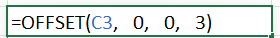 =OFFSET(C3, 0, 0, 3)